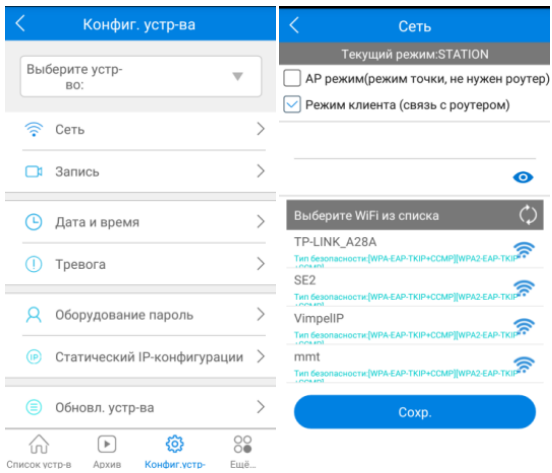 Конфиг. устр-ва
Выберите устр-
во:
Сеть
Запись
Дата и время
Тревога
Оборудование пароль
IP
Статический IP-конфигурации
Обновл. устр-ва
Список устр-в
Архив
Конфиг.устр-
Ещё...
Сеть
Текущий режим:STATION
AP режим(режим точки, не нужен роутер)
Режим клиента (связь с роутером)
Выберите WiFi из списка
TP-LINK_A28A
Тип безопасности:[WPA-EAP-TKIP+CCMP][WPA2-EAP-TKIP
+CCMP]
SE2
Тип безопасности:[WPA-EAP-TKIP+CCMP][WPA2-EAP-TKIP
+CCMP]
VimpelIP
Тип безопасности:[WPA-EAP-TKIP+CCMP][WPA2-EAP-TKIP
+CCMP]
mmt
Тип безопасности:[WPA-EAP-TKIP+CCMP][WPA2-EAP-TKIP
Сохр.